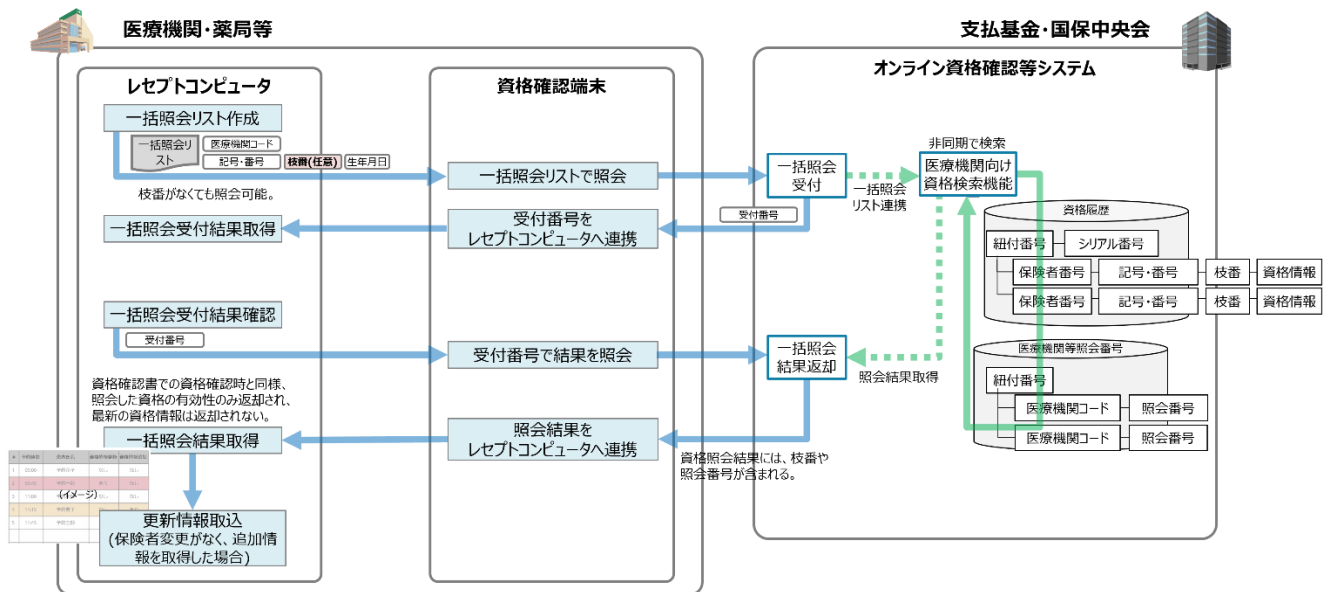 医療機関・薬局等
支払基金・国保中央会
レセプトコンピュータ
資格確認端末
オンライン資格確認等システム
一括照会リスト作成
一括照会リ
スト
医療機関コード
記号・番号
枝番(任意)
生年月日
枝番がなくても照会可能。
一括照会リストで照会
一括照会
受付
一括照会
リスト連携
非同期で検索
医療機関向け
資格検索機能
受付番号
受付番号を
レセプトコンピュータへ連携
一括照会受付結果取得
資格履歴
紐付番号
シリアル番号
保険者番号
記号・番号
枝番
資格情報
保険者番号
記号・番号
枝番
資格情報
一括照会受付結果確認
受付番号
受付番号で結果を照会
一括照会
結果返却
照会結果取得
医療機関等照会番号
紐付番号
医療機関コード
照会番号
医療機関コード
照会番号
資格確認書での資格確認時と同様、
照会した資格の有効性のみ返却され、
最新の資格情報は返却されない。
一括照会結果取得
照会結果を
レセプトコンピュータへ連携
資格照会結果には、枝番や
照会番号が含まれる。
(イメージ)
更新情報取込
(保険者変更がなく、追加情
報を取得した場合)